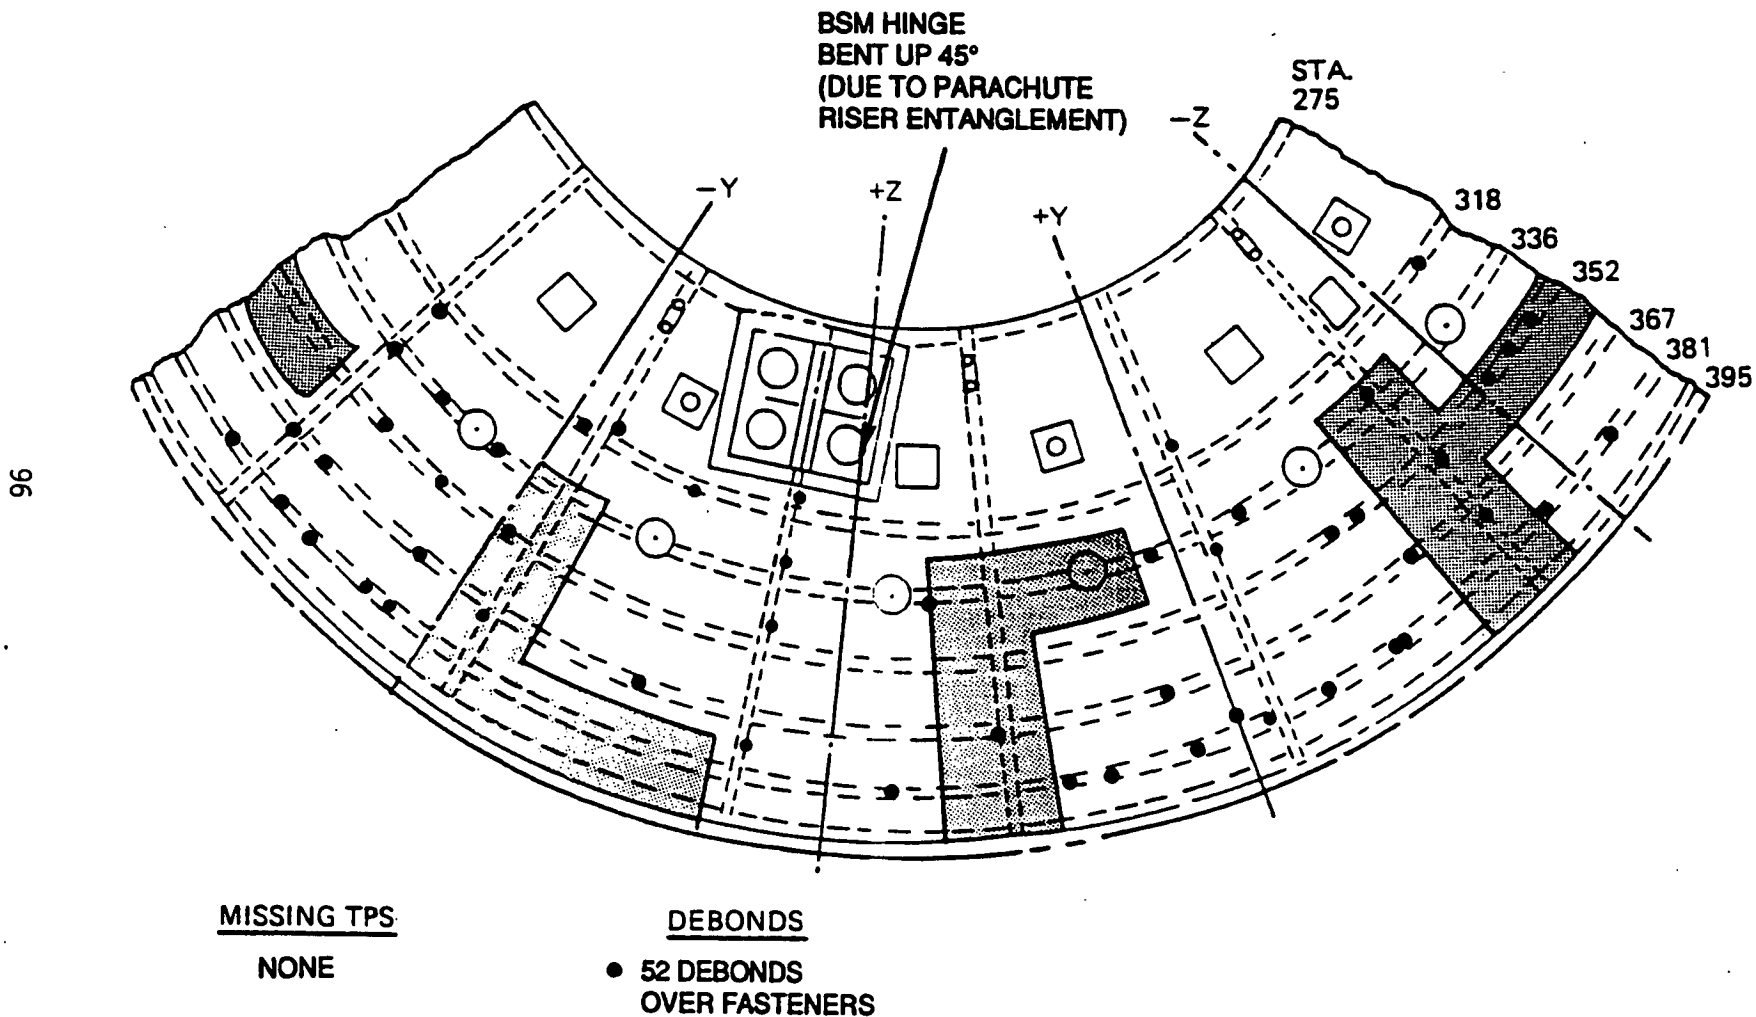 BSM HINGE
BENT UP 45°
(DUE TO PARACHUTE
RISER ENTANGLEMENT)
STA.
275
−Z
−Y
+Z
+Y
318
336
352
367
381
395
96
MISSING TPS
NONE
DEBONDS
● 52 DEBONDS
OVER FASTENERS